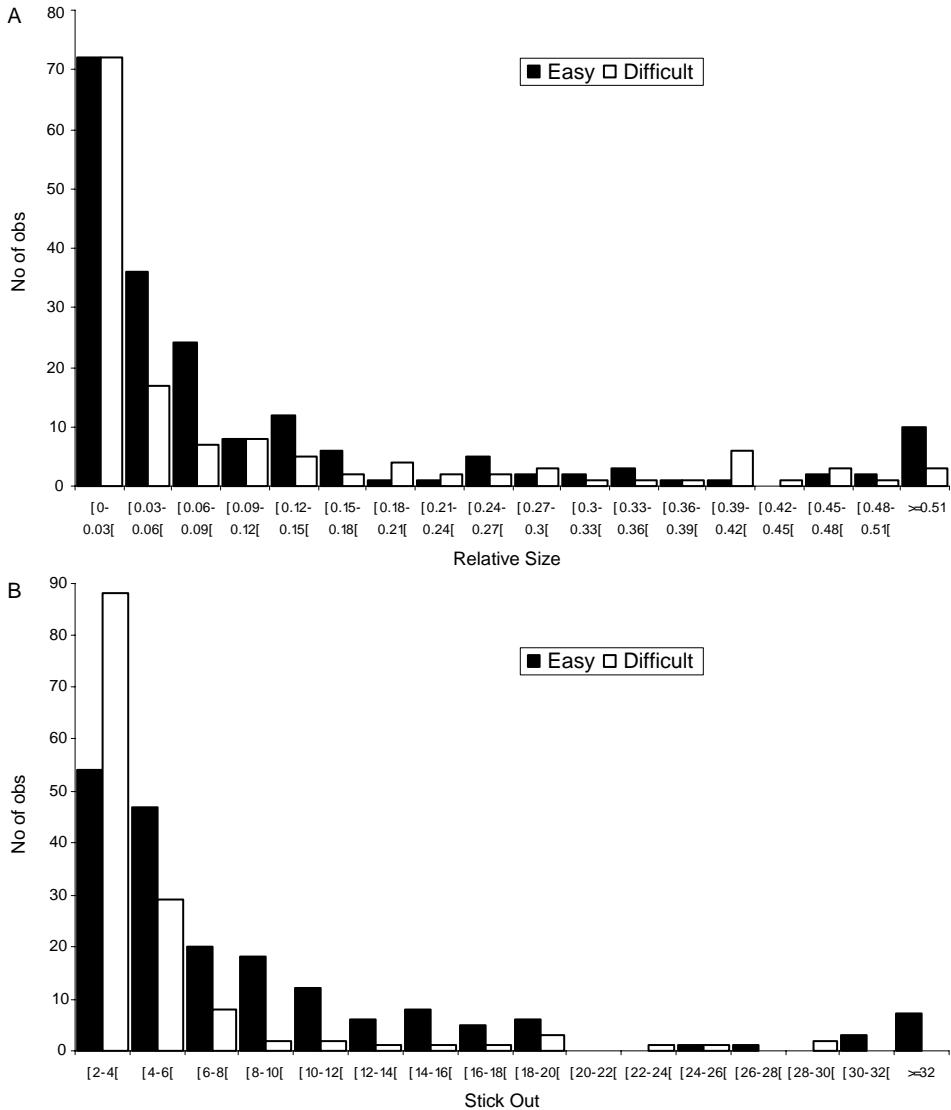 A
80
70
60
50
40
30
20
10
0
No of obs
Easy Difficult
[0- [0.03- [0.06- [0.09- [0.12- [0.15- [0.18- [0.21- [0.24- [0.27- [0.3- [0.33- [0.36- [0.39- [0.42- [0.45- [0.48- >=0.51
0.03[ 0.06[ 0.09[ 0.12[ 0.15[ 0.18[ 0.21[ 0.24[ 0.27[ 0.3[ 0.33[ 0.36[ 0.39[ 0.42[ 0.45[ 0.48[ 0.51[
Relative Size
B
90
80
70
60
50
40
30
20
10
0
No of obs
Easy Difficult
[2-4[ [4-6[ [6-8[ [8-10[ [10-12[ [12-14[ [14-16[ [16-18[ [18-20[ [20-22[ [22-24[ [24-26[ [26-28[ [28-30[ [30-32[ >=32
Stick Out